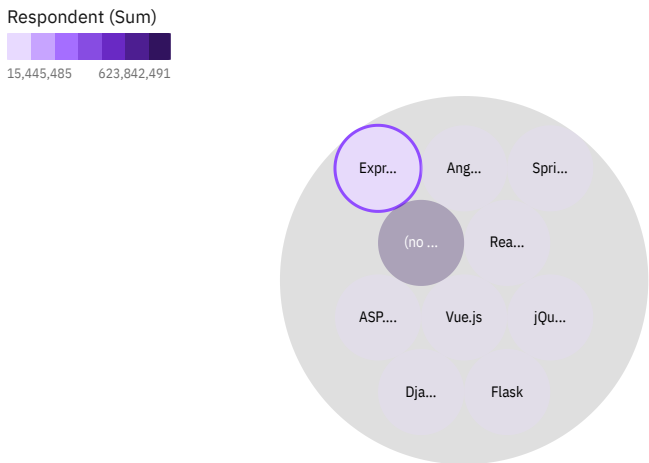 Respondent (Sum)
15,445,485 623,842,491
Expr... Ang... Spri...
(no ... Rea...
ASP.... Vue.js jQu...
Dja... Flask